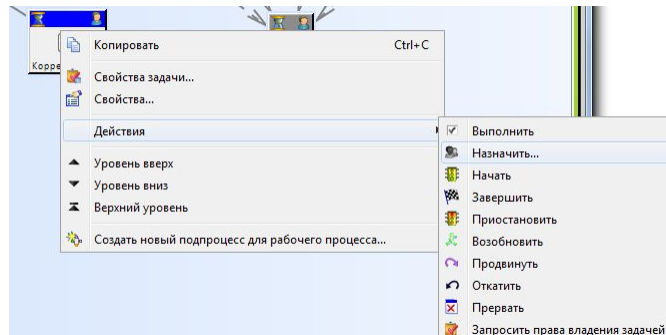 Копировать Ctrl+C
Корре
Свойства задачи...
Свойства...
Действия
Выполнить
Назначить...
Уровень вверх
Начать
Уровень вниз
Завершить
Верхний уровень
Приостановить
Создать новый подпроцесс для рабочего процесса...
Возобновить
Продвинуть
Откатить
Прервать
Запросить права владения задачей